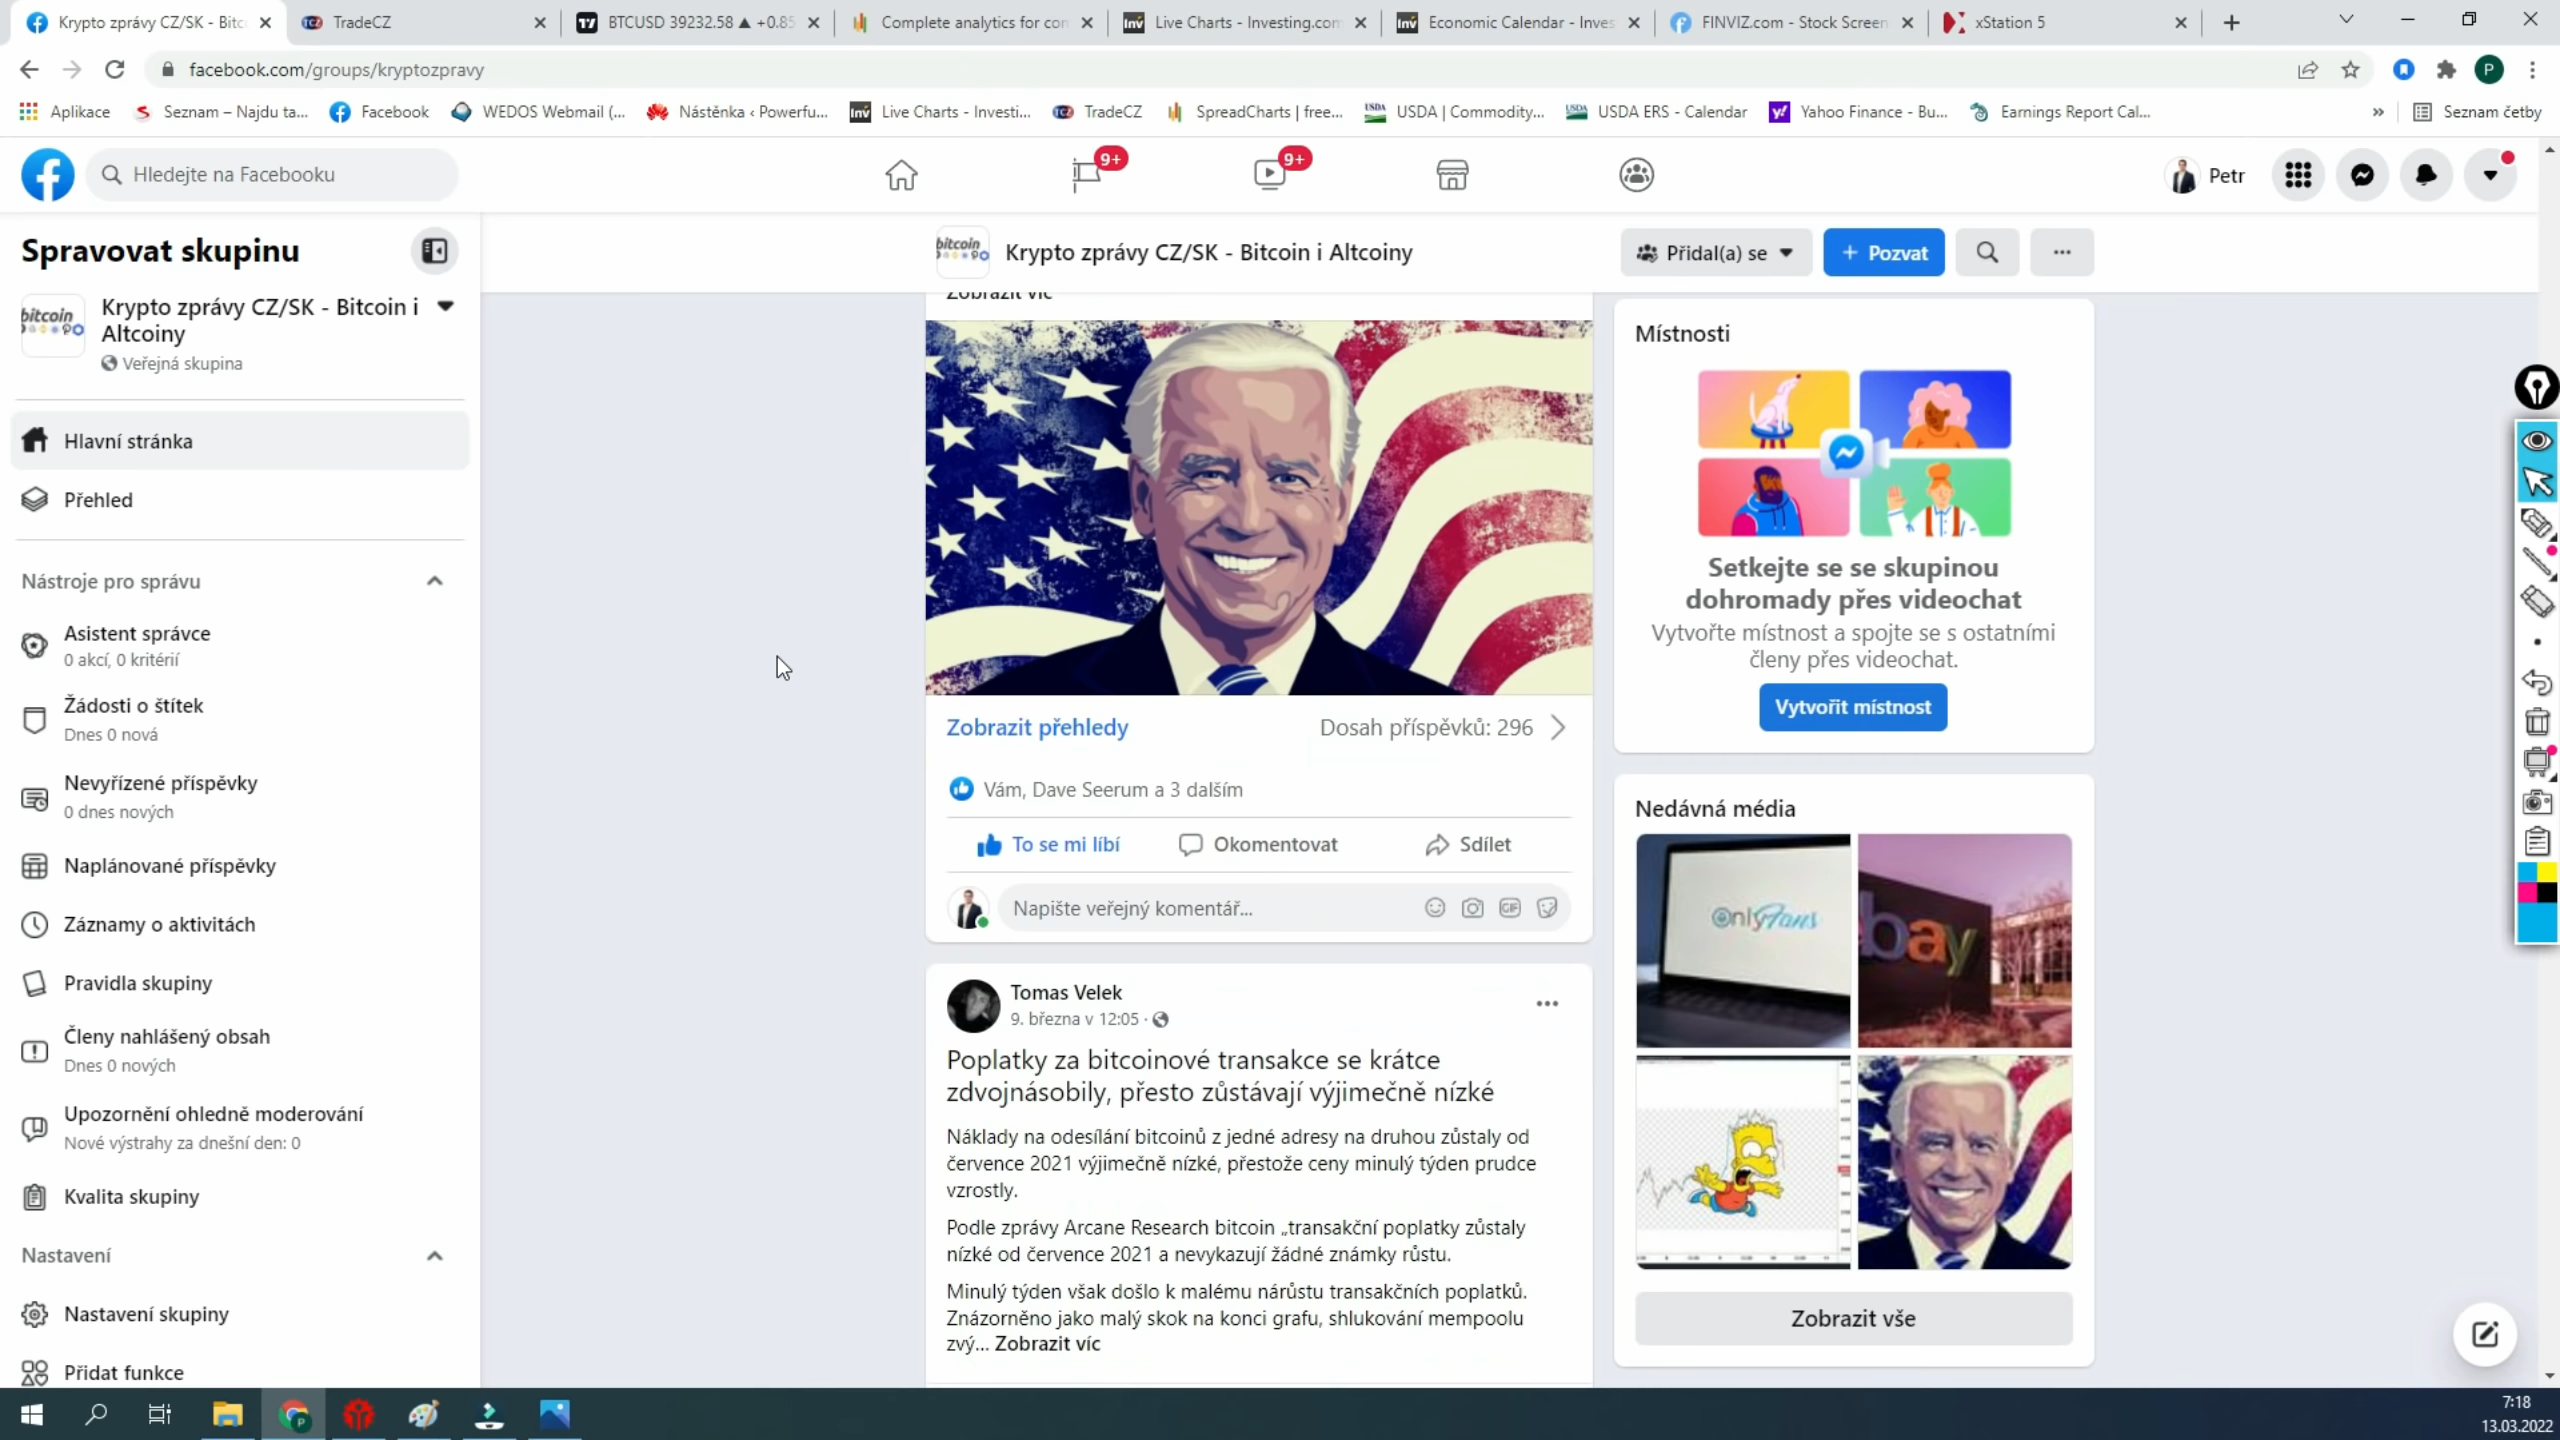 Krypto zprávy CZ/SK - Bitc
TradeCZ
BTCUSD 39232.58 ▲ +0.85
Complete analytics for con
Live Charts - Investing.com
Economic Calendar - Inves
FINVIZ.com - Stock Screen
xStation 5
facebook.com/groups/kryptozpravy
P
Aplikace
Seznam – Najdu ta...
Facebook
WEDOS Webmail (...
Nástěnka ‹ Powerfu...
Live Charts - Investi...
TradeCZ
SpreadCharts | free...
USDA | Commodity...
USDA ERS - Calendar
Yahoo Finance - Bu...
Earnings Report Cal...
»
Seznam četby
Hledejte na Facebooku
9+
9+
Petr
Spravovat skupinu
bitcoin
Krypto zprávy CZ/SK - Bitcoin i
Altcoiny
Veřejná skupina
Hlavní stránka
Přehled
Nástroje pro správu
Asistent správce
0 akcí, 0 kritérií
Žádosti o štítek
Dnes 0 nová
Nevyřízené příspěvky
0 dnes nových
Naplánované příspěvky
Záznamy o aktivitách
Pravidla skupiny
Členy nahlášený obsah
Dnes 0 nových
Upozornění ohledně moderování
Nové výstrahy za dnešní den: 0
Kvalita skupiny
Nastavení
Nastavení skupiny
Přidat funkce
bitcoin
Krypto zprávy CZ/SK - Bitcoin i Altcoiny
Přidal(a) se
+ Pozvat
Zobrazit víc
Zobrazit přehledy
Dosah příspěvků: 296
Vám, Dave Seerum a 3 dalším
To se mi líbí
Okomentovat
Sdílet
Napište veřejný komentář...
GIF
Tomas Velek
9. března v 12:05 ·
Poplatky za bitcoinové transakce se krátce
zdvojnásobily, přesto zůstávají výjimečně nízké
Náklady na odesílání bitcoinů z jedné adresy na druhou zůstaly od
července 2021 výjimečně nízké, přestože ceny minulý týden prudce
vzrostly.
Podle zprávy Arcane Research bitcoin „transakční poplatky zůstaly
nízké od července 2021 a nevykazují žádné známky růstu.
Minulý týden však došlo k malému nárůstu transakčních poplatků.
Znázorněno jako malý skok na konci grafu, shlukování mempoolu
zvý... Zobrazit víc
Místnosti
Setkejte se se skupinou
dohromady přes videochat
Vytvořte místnost a spojte se s ostatními
členy přes videochat.
Vytvořit místnost
Nedávná média
OnlyFans
bay
Zobrazit vše
7:18
13.03.2022